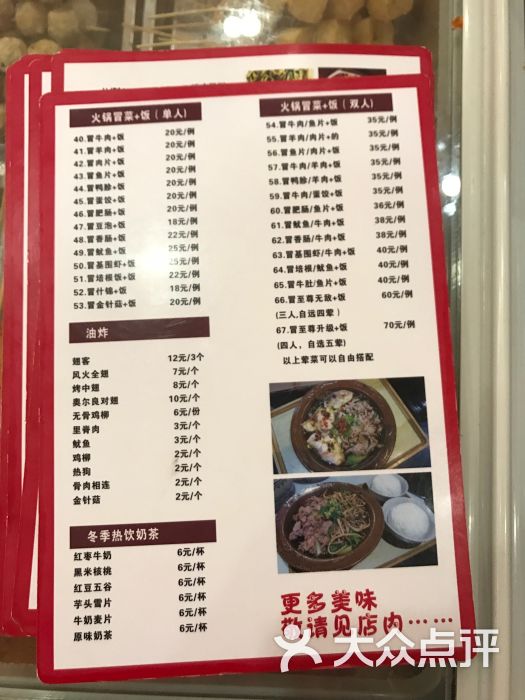 火锅冒菜+饭(单人)
40.冒牛肉+饭 20元/例
41.冒羊肉+饭 20元/例
42.冒肉片+饭 20元/例
43.冒鱼片+饭 20元/例
44.冒鸭胗+饭 20元/例
45.冒蛋饺+饭 20元/例
46.冒肥肠+饭 20元/例
47.冒豆泡+饭 18元/例
48.冒香肠+饭 22元/例
49.冒鱿鱼+饭 25元/例
50.冒基围虾+饭 25元/例
51.冒培根饭+饭 22元/例
52.冒什锦+饭 18元/例
53.冒金针菇+饭 20元/例
油炸
翅客 12元/3个
风火全翅 7元/个
烤中翅 8元/个
奥尔良对翅 10元/个
无骨鸡柳 6元/份
里脊肉 3元/个
鱿鱼 3元/个
鸡柳 2元/个
热狗 2元/个
骨肉相连 2元/个
金针菇 2元/个
冬季热饮奶茶
红枣牛奶 6元/杯
黑米核桃 6元/杯
红豆五谷 6元/杯
芋头雪片 6元/杯
牛奶麦片 6元/杯
原味奶茶 6元/杯
火锅冒菜+饭(双人)
54.冒牛肉/鱼片+饭 35元/例
55.冒羊肉/肉片+的 35元/例
56.冒鱼片/肉片+饭 35元/例
57.冒牛肉/羊肉+饭 35元/例
58.冒鸭胗/羊肉+饭 35元/例
59.冒牛肉/蛋饺+饭 35元/例
60.冒肥肠/鱼片+饭 36元/例
61.冒鱿鱼/牛肉+饭 38元/例
62.冒香肠/牛肉+饭 38元/例
63.冒基围虾/牛肉+饭 40元/例
64.冒培根/鱿鱼+饭 40元/例
65.冒牛肚/鱼片+饭 40元/例
66.冒至尊无敌+饭 60元/例
(三人,自选四荤)
67.冒至尊升级+饭 70元/例
(四人,自选五荤)
以上荤菜可以自由搭配
更多美味
敬请见店内……
大众点评